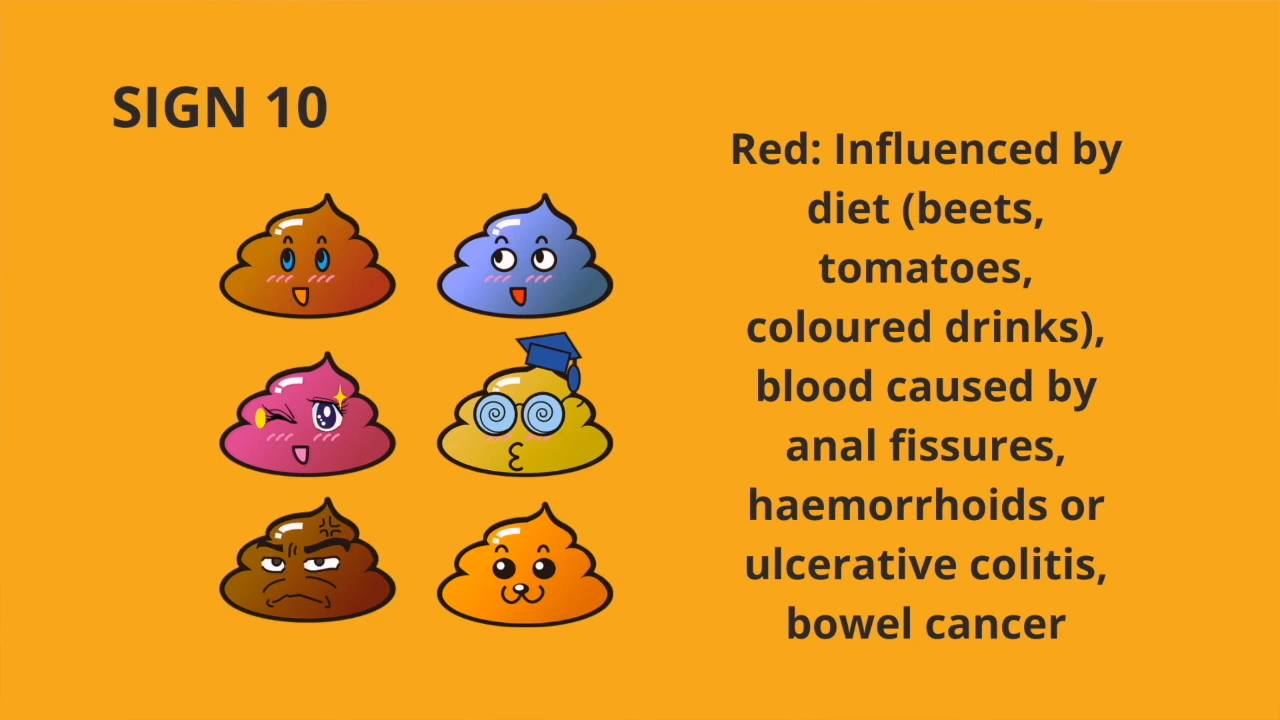 SIGN 10
Red: Influenced by
diet (beets,
tomatoes,
coloured drinks),
blood caused by
anal fissures,
haemorrhoids or
ulcerative colitis,
bowel cancer